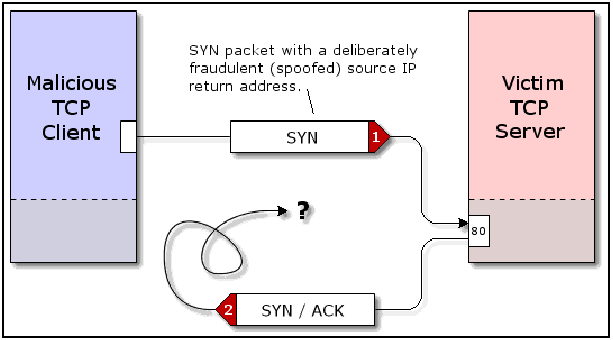 SYN packet with a deliberately
fraudulent (spoofed) source IP
return address.
Malicious
TCP
Client
Victim
TCP
Server
SYN
1
80
?
2
SYN / ACK